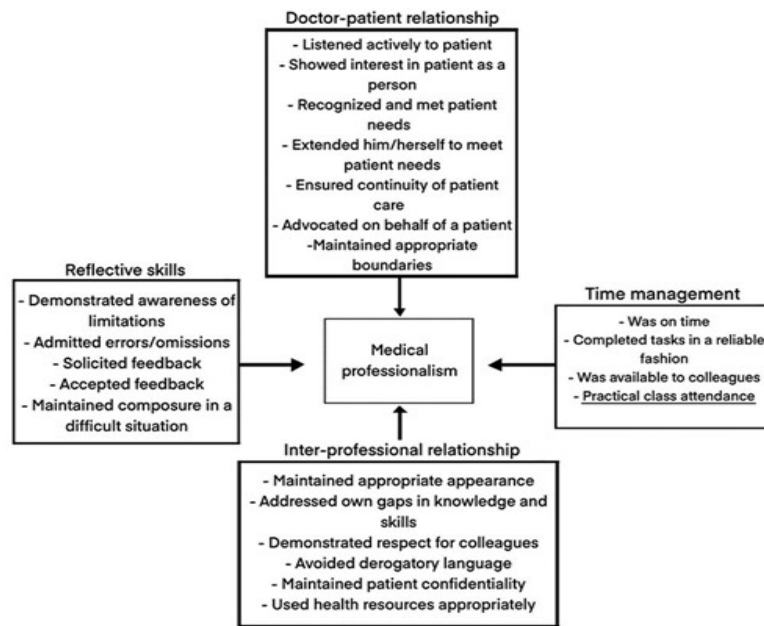 Doctor-patient relationship
- Listened actively to patient
- Showed interest in patient as a
person
- Recognized and met patient
needs
- Extended him/herself to meet
patient needs
- Ensured continuity of patient
care
- Advocated on behalf of a patient
-Maintained appropriate
boundaries
Reflective skills
- Demonstrated awareness of
limitations
- Admitted errors/omissions
- Solicited feedback
- Accepted feedback
- Maintained composure in a
difficult situation
Medical
professionalism
Time management
- Was on time
- Completed tasks in a reliable
fashion
- Was available to colleagues
- Practical class attendance
Inter-professional relationship
- Maintained appropriate appearance
- Addressed own gaps in knowledge and
skills
- Demonstrated respect for colleagues
- Avoided derogatory language
- Maintained patient confidentiality
- Used health resources appropriately